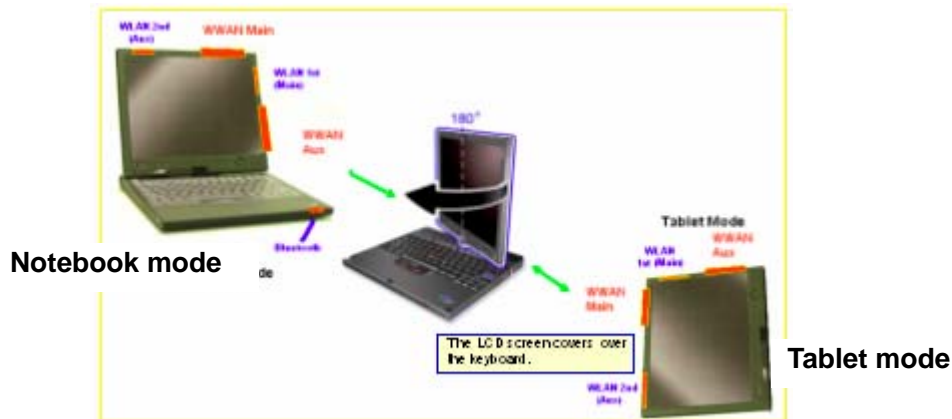 WLAN 2nd
(Aux)
WWAN Main
WLAN 1st
(Main)
WWAN
Aux
Bluetooth
Notebook mode
de
180°
Tablet Mode
WLAN
1st (Main)
WWAN
Aux
WWAN
Main
The LCD screen covers over
the keyboard.
WLAN 2nd
(Aux)
Tablet mode